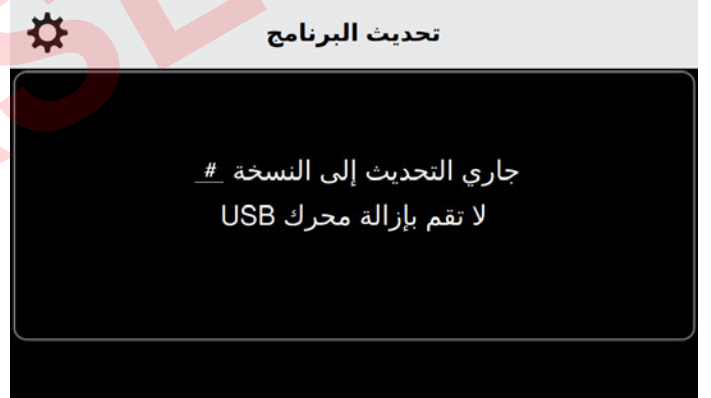 تحديث البرنامج
جاري التحديث إلى النسخة #
لا تقم بإزالة محرك USB